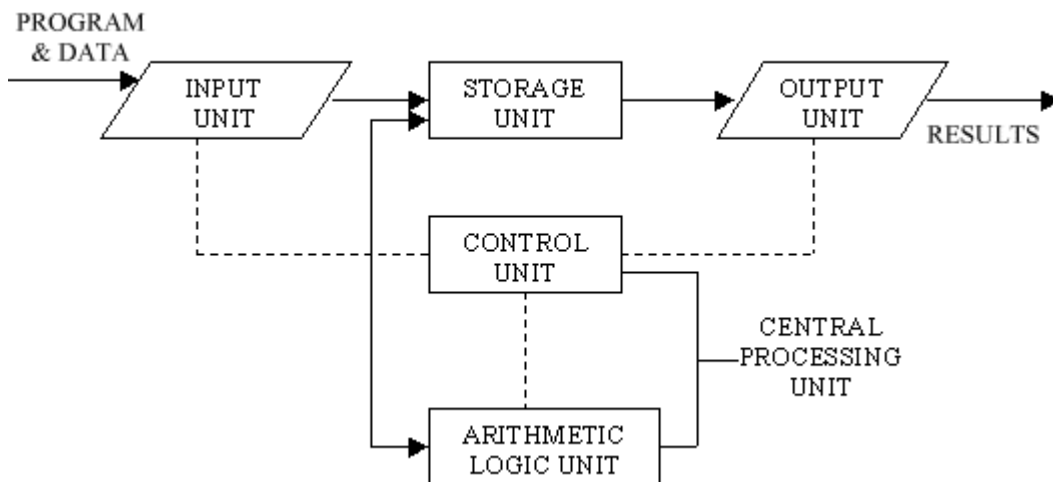 PROGRAM
& DATA
INPUT
UNIT
STORAGE
UNIT
OUTPUT
UNIT
RESULTS
CONTROL
UNIT
CENTRAL
PROCESSING
UNIT
ARITHMETIC
LOGIC UNIT